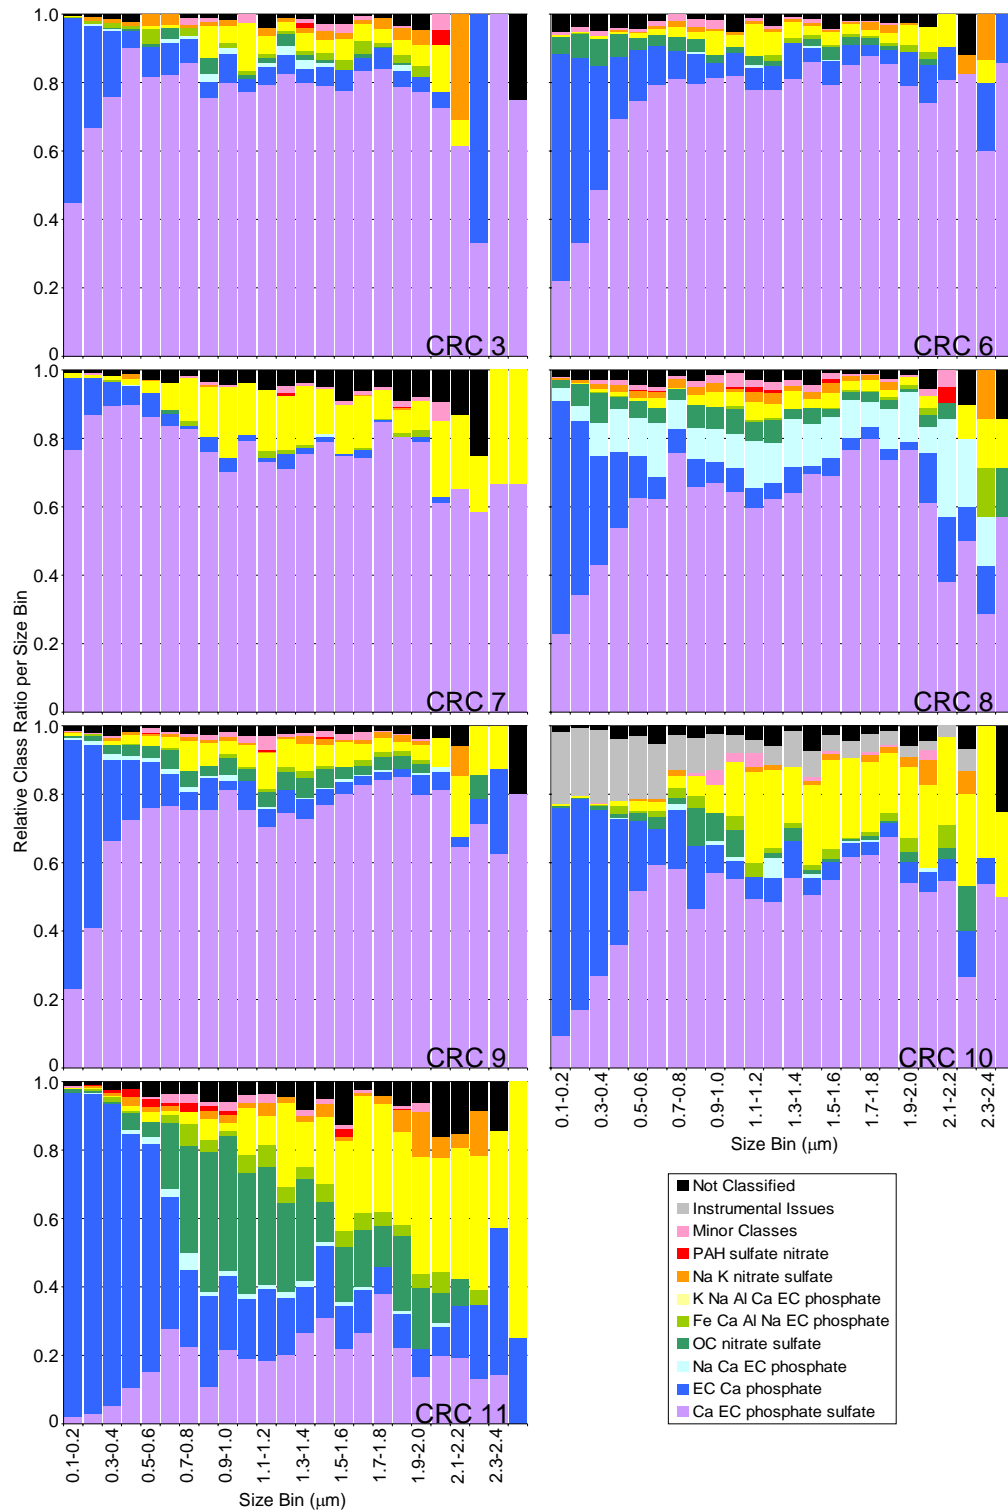 Relative Class Ratio per Size Bin
1.0
0.8
0.6
0.4
0.2
0
CRC 3
CRC 6
1.0
0.8
0.6
0.4
0.2
0
CRC 7
CRC 8
1.0
0.8
0.6
0.4
0.2
0
CRC 9
CRC 10
0.1-0.2
0.3-0.4
0.5-0.6
0.7-0.8
0.9-1.0
1.1-1.2
1.3-1.4
1.5-1.6
1.7-1.8
1.9-2.0
2.1-2.2
2.3-2.4
Size Bin (μm)
1.0
0.8
0.6
0.4
0.2
0
CRC 11
0.1-0.2
0.3-0.4
0.5-0.6
0.7-0.8
0.9-1.0
1.1-1.2
1.3-1.4
1.5-1.6
1.7-1.8
1.9-2.0
2.1-2.2
2.3-2.4
Size Bin (μm)
Not Classified
Instrumental Issues
Minor Classes
PAH sulfate nitrate
Na K nitrate sulfate
K Na Al Ca EC phosphate
Fe Ca Al Na EC phosphate
OC nitrate sulfate
Na Ca EC phosphate
EC Ca phosphate
Ca EC phosphate sulfate